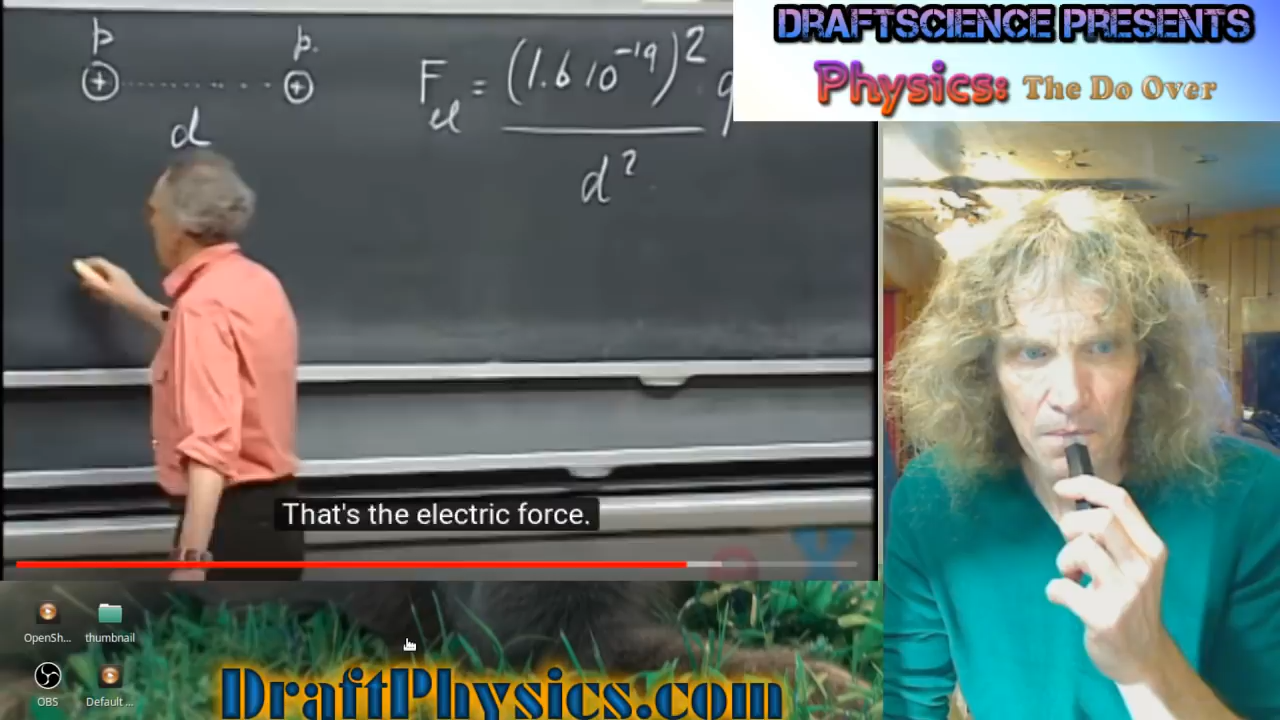 DRAFTSCIENCE PRESENTS
Physics: The Do Over
p p.
+ +
d
F el = (1.6 10⁻¹⁹)² . 9
d²
That's the electric force.
OpenSh... thumbnail
OBS Default ...
DraftPhysics.com